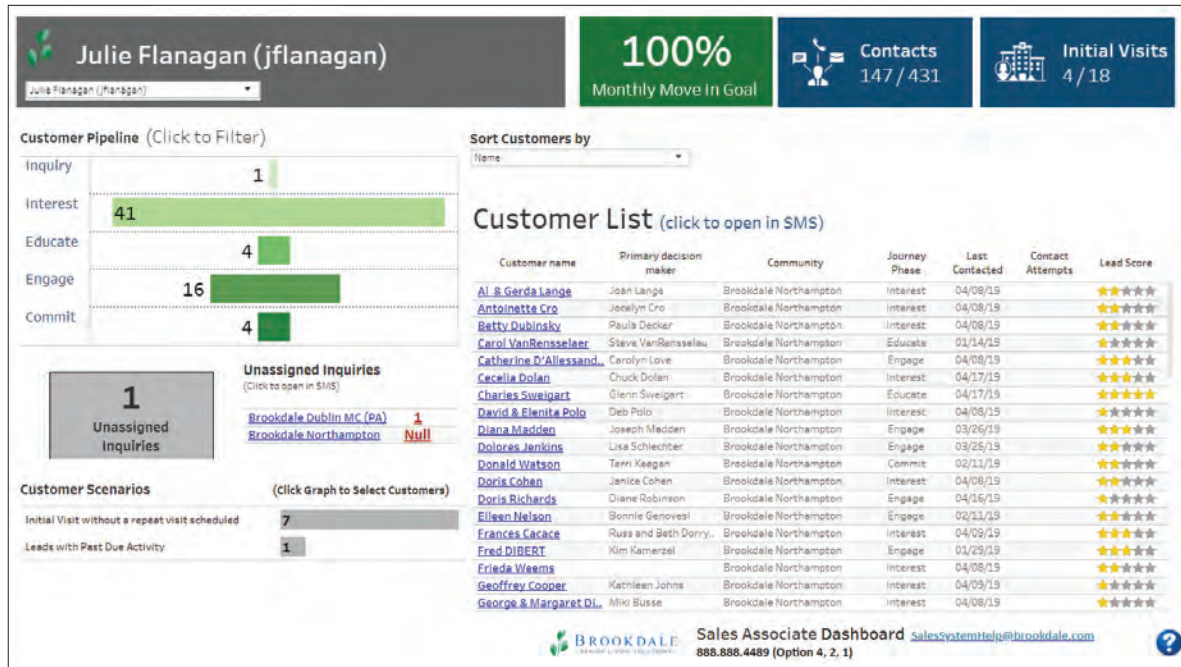 Julie Flanagan (jflanagan)
Julie Flanagan (jflanagan)
100%
Monthly Move In Goal
Contacts
147/431
Initial Visits
4/18
Customer Pipeline (Click to Filter)
Inquiry 1
Interest 41
Educate 4
Engage 16
Commit 4
1
Unassigned
Inquiries
Unassigned Inquiries
(Click to open in SMS)
Brookdale Dublin MC (PA) 1
Brookdale Northampton Null
Customer Scenarios (Click Graph to Select Customers)
Initial Visit without a repeat visit scheduled 7
Leads with Past Due Activity 1
Sort Customers by
Name
Customer List (click to open in SMS)
Customer name Primary decision maker Community Journey Phase Last Contacted Contact Attempts Lead Score
Al & Gerda Lange Joan Lange Brookdale Northampton Interest 04/08/19
Antoinette Cro Jocelyn Cro Brookdale Northampton Interest 04/08/19
Betty Dubinsky Paula Decker Brookdale Northampton Interest 04/08/19
Carol VanRensselaer Steve VanRensselau Brookdale Northampton Educate 01/14/19
Catherine D'Allessand.. Carolyn Love Brookdale Northampton Engage 04/08/19
Cecelia Dolan Chuck Dolan Brookdale Northampton Interest 04/17/19
Charles Sweigart Glenn Sweigart Brookdale Northampton Educate 04/17/19
David & Elenita Polo Deb Polo Brookdale Northampton Interest 04/08/19
Diana Madden Joseph Madden Brookdale Northampton Engage 03/26/19
Dolores Jenkins Lisa Schlechter Brookdale Northampton Engage 03/25/19
Donald Watson Terri Keegan Brookdale Northampton Commit 02/11/19
Doris Cohen Janice Cohen Brookdale Northampton Interest 04/08/19
Doris Richards Diane Robinson Brookdale Northampton Engage 04/16/19
Eileen Nelson Bonnie Genovesi Brookdale Northampton Engage 02/11/19
Frances Cacace Russ and Beth Dorry.. Brookdale Northampton Interest 04/09/19
Fred DIBERT Kim Kamerzel Brookdale Northampton Engage 01/29/19
Frieda Weems Brookdale Northampton Interest 04/08/19
Geoffrey Cooper Kathleen Johns Brookdale Northampton Interest 04/09/19
George & Margaret Di.. Miki Busse Brookdale Northampton Interest 04/08/19
BROOKDALE
SENIOR LIVING SOLUTIONS
Sales Associate Dashboard SalesSystemHelp@brookdale.com
888.888.4489 (Option 4, 2, 1)
?